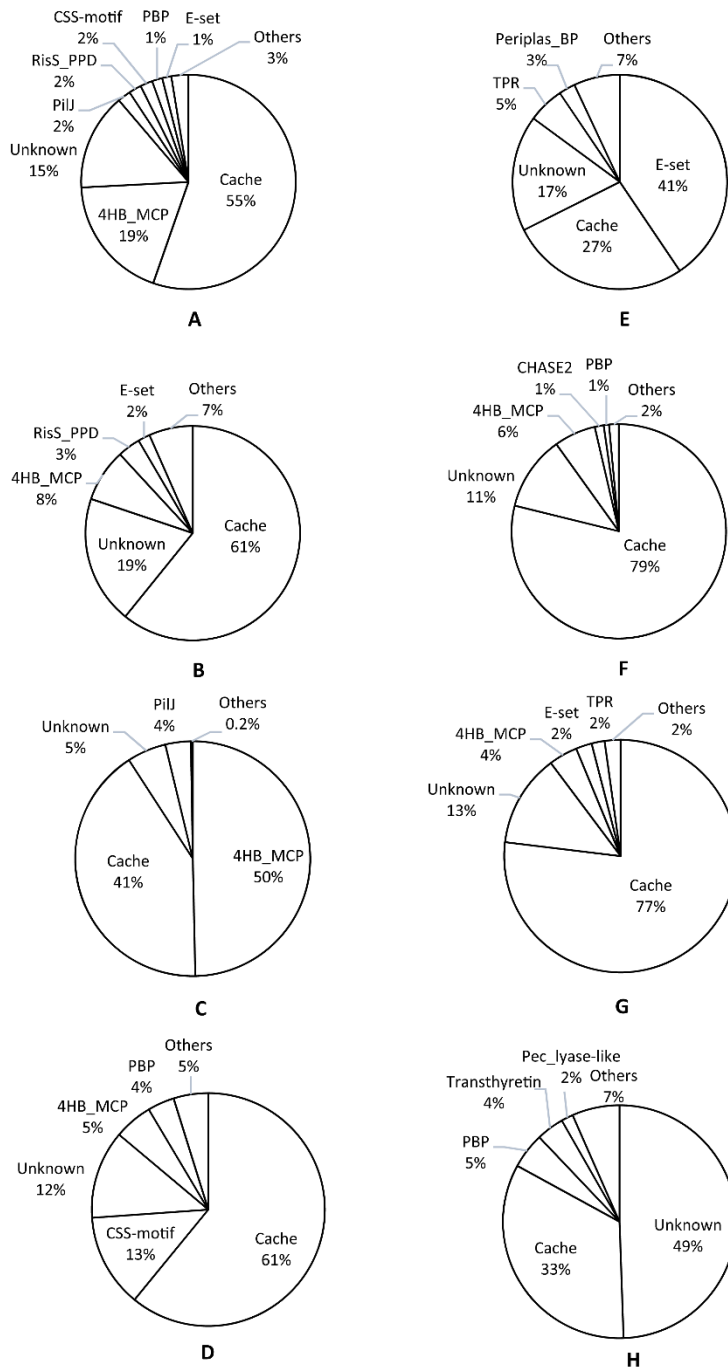 CSS-motif
2%
PBP
1%
E-set
1%
Others
3%
RisS_PPD
2%
PilJ
2%
Unknown
15%
4HB_MCP
19%
Cache
55%
A
Periplas_BP
3%
Others
7%
TPR
5%
Unknown
17%
E-set
41%
Cache
27%
E
E-set
2%
Others
7%
RisS_PPD
3%
4HB_MCP
8%
Unknown
19%
Cache
61%
B
CHASE2
1%
PBP
1%
Others
2%
4HB_MCP
6%
Unknown
11%
Cache
79%
F
PilJ
4%
Others
0.2%
Unknown
5%
Cache
41%
4HB_MCP
50%
C
E-set
2%
TPR
2%
Others
2%
4HB_MCP
4%
Unknown
13%
Cache
77%
G
Others
5%
PBP
4%
4HB_MCP
5%
Unknown
12%
CSS-motif
13%
Cache
61%
D
Pec_lyase-like
2%
Others
7%
Transthyretin
4%
PBP
5%
Cache
33%
Unknown
49%
H